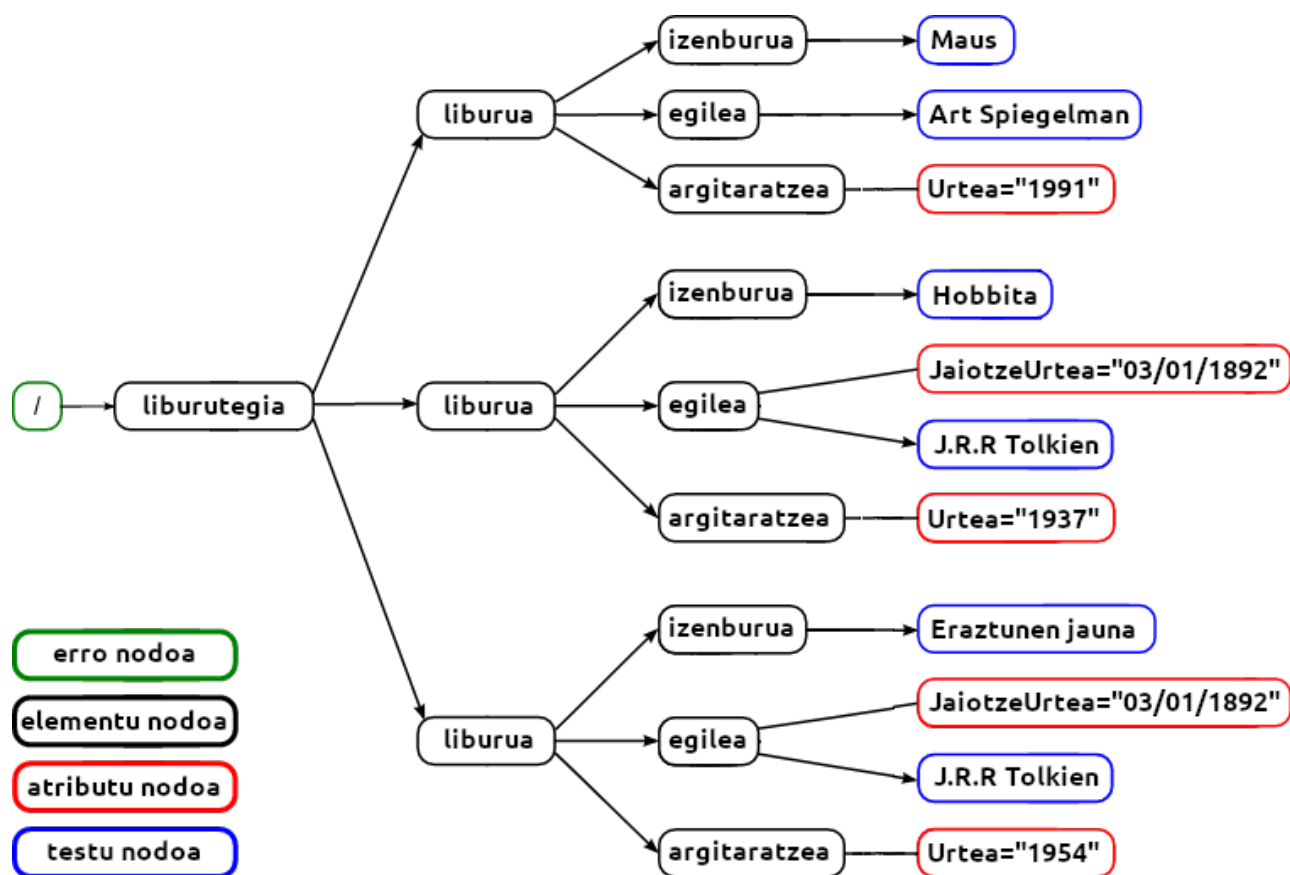 izenburua
Maus
liburua
egilea
Art Spiegelman
argitaratzea
Urtea="1991"
izenburua
Hobbita
JaiotzeUrtea="03/01/1892"
/
liburutegia
liburua
egilea
J.R.R Tolkien
argitaratzea
Urtea="1937"
izenburua
Eraztunen jauna
JaiotzeUrtea="03/01/1892"
liburua
egilea
J.R.R Tolkien
argitaratzea
Urtea="1954"
erro nodoa
elementu nodoa
atributu nodoa
testu nodoa